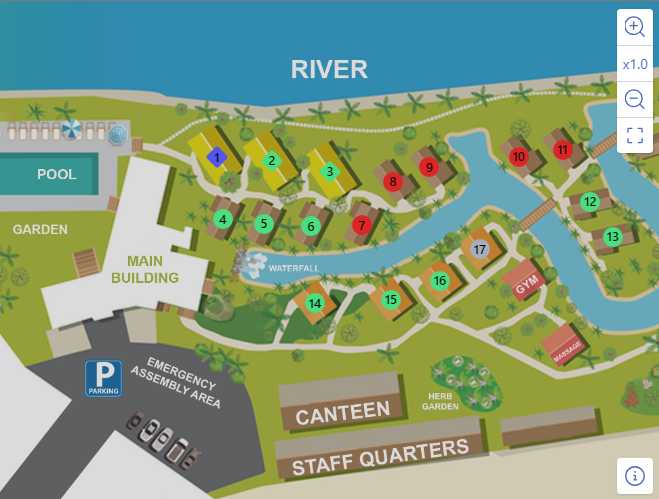 RIVER
x1.0
POOL
1
2
3
8
9
10
11
12
13
4
5
6
7
GARDEN
17
WATERFALL
MAIN
BUILDING
14
15
16
GYM
MASSAGE
P
PARKING
EMERGENCY
ASSEMBLY AREA
HERB
GARDEN
CANTEEN
STAFF QUARTERS